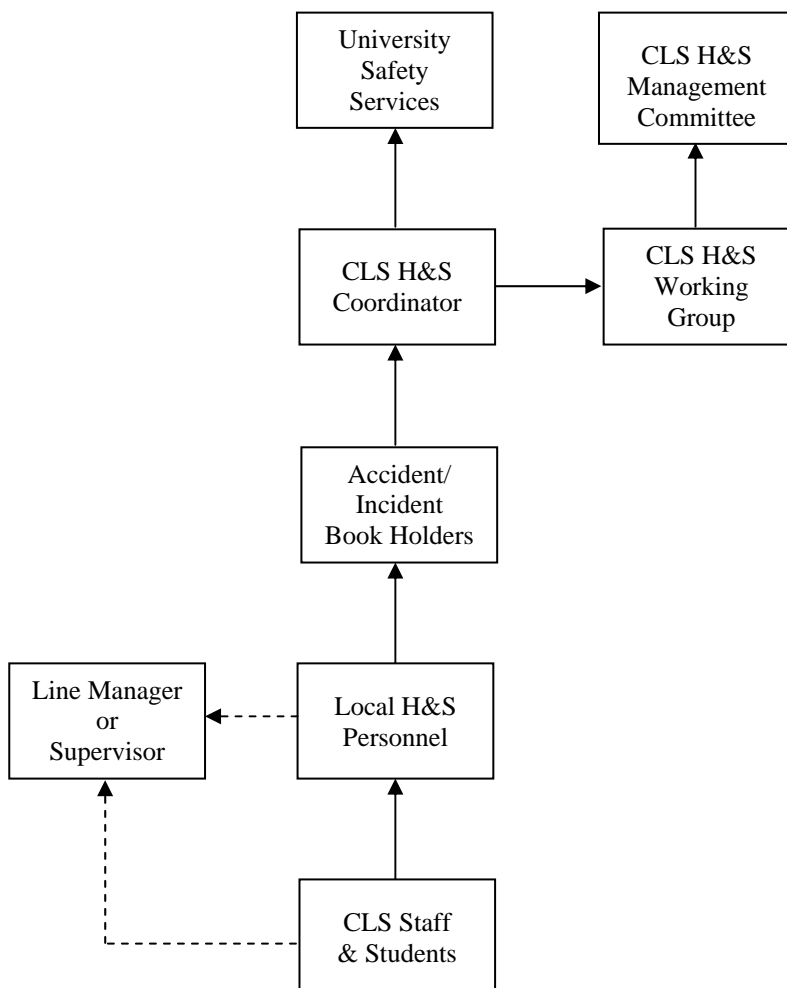 University
Safety
Services
CLS H&S
Management
Committee
CLS H&S
Coordinator
CLS H&S
Working
Group
Accident/
Incident
Book Holders
Line Manager
or
Supervisor
Local H&S
Personnel
CLS Staff
& Students